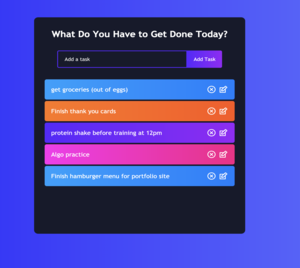 What Do You Have to Get Done Today?
Add a task
Add Task
get groceries (out of eggs)
Finish thank you cards
protein shake before training at 12pm
Algo practice
Finish hamburger menu for portfolio site